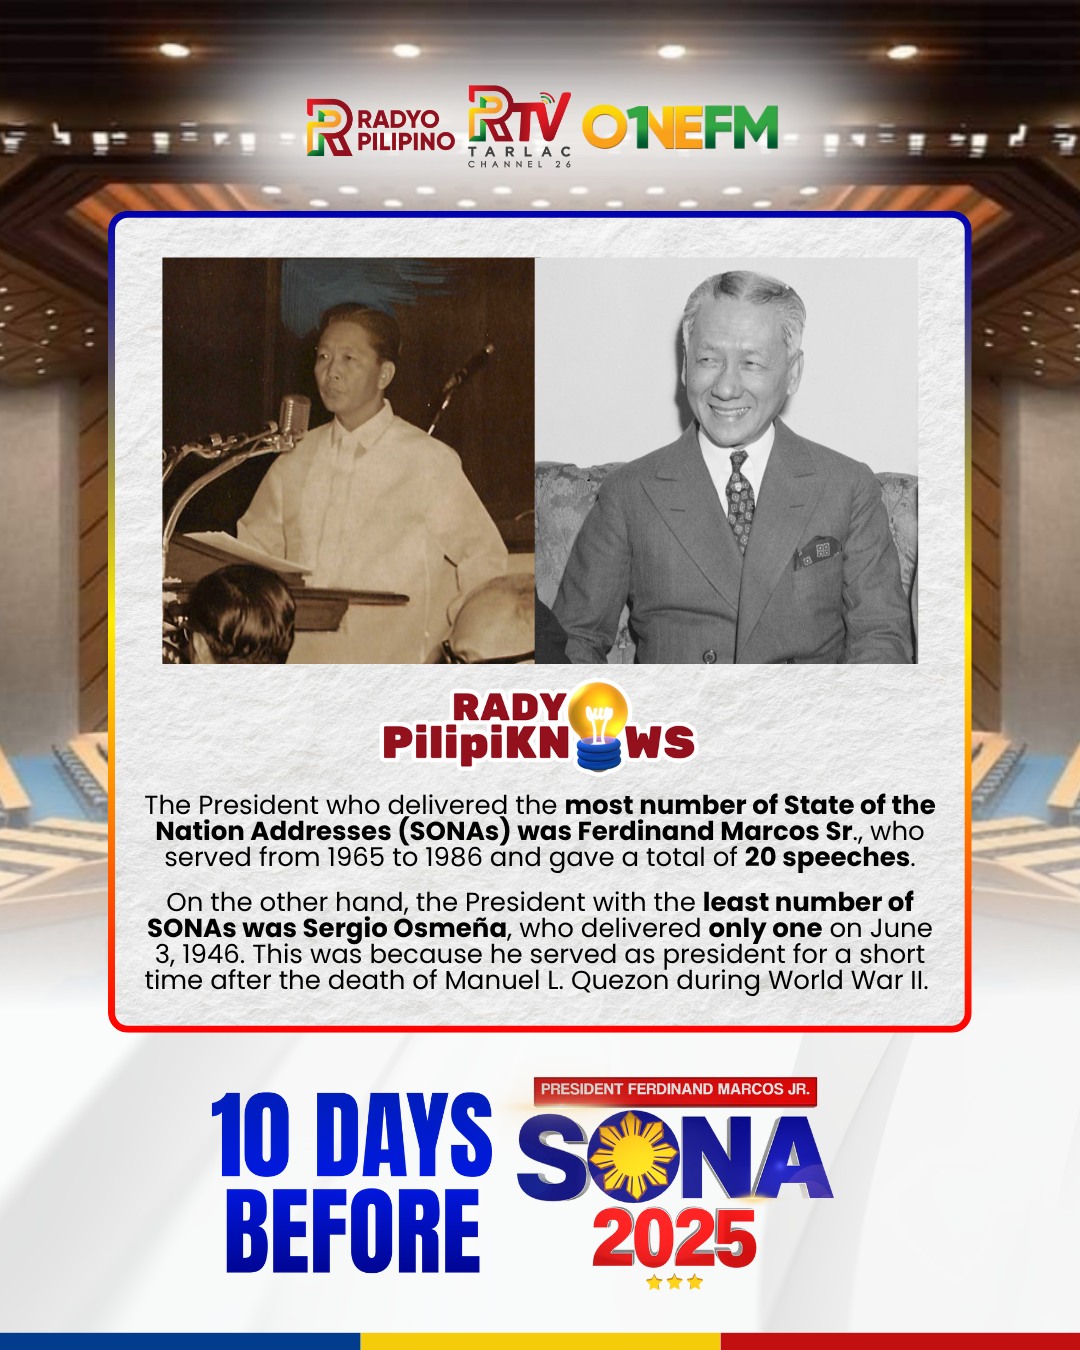 RADYO
PILIPINO
RTV
TARLAC
CHANNEL 26
O1NEFM
RADYO
PilipiKNOWS
The President who delivered the most number of State of the
Nation Addresses (SONAs) was Ferdinand Marcos Sr., who
served from 1965 to 1986 and gave a total of 20 speeches.
On the other hand, the President with the least number of
SONAs was Sergio Osmeña, who delivered only one on June
3, 1946. This was because he served as president for a short
time after the death of Manuel L. Quezon during World War II.
10 DAYS
BEFORE
PRESIDENT FERDINAND MARCOS JR.
SONA
2025